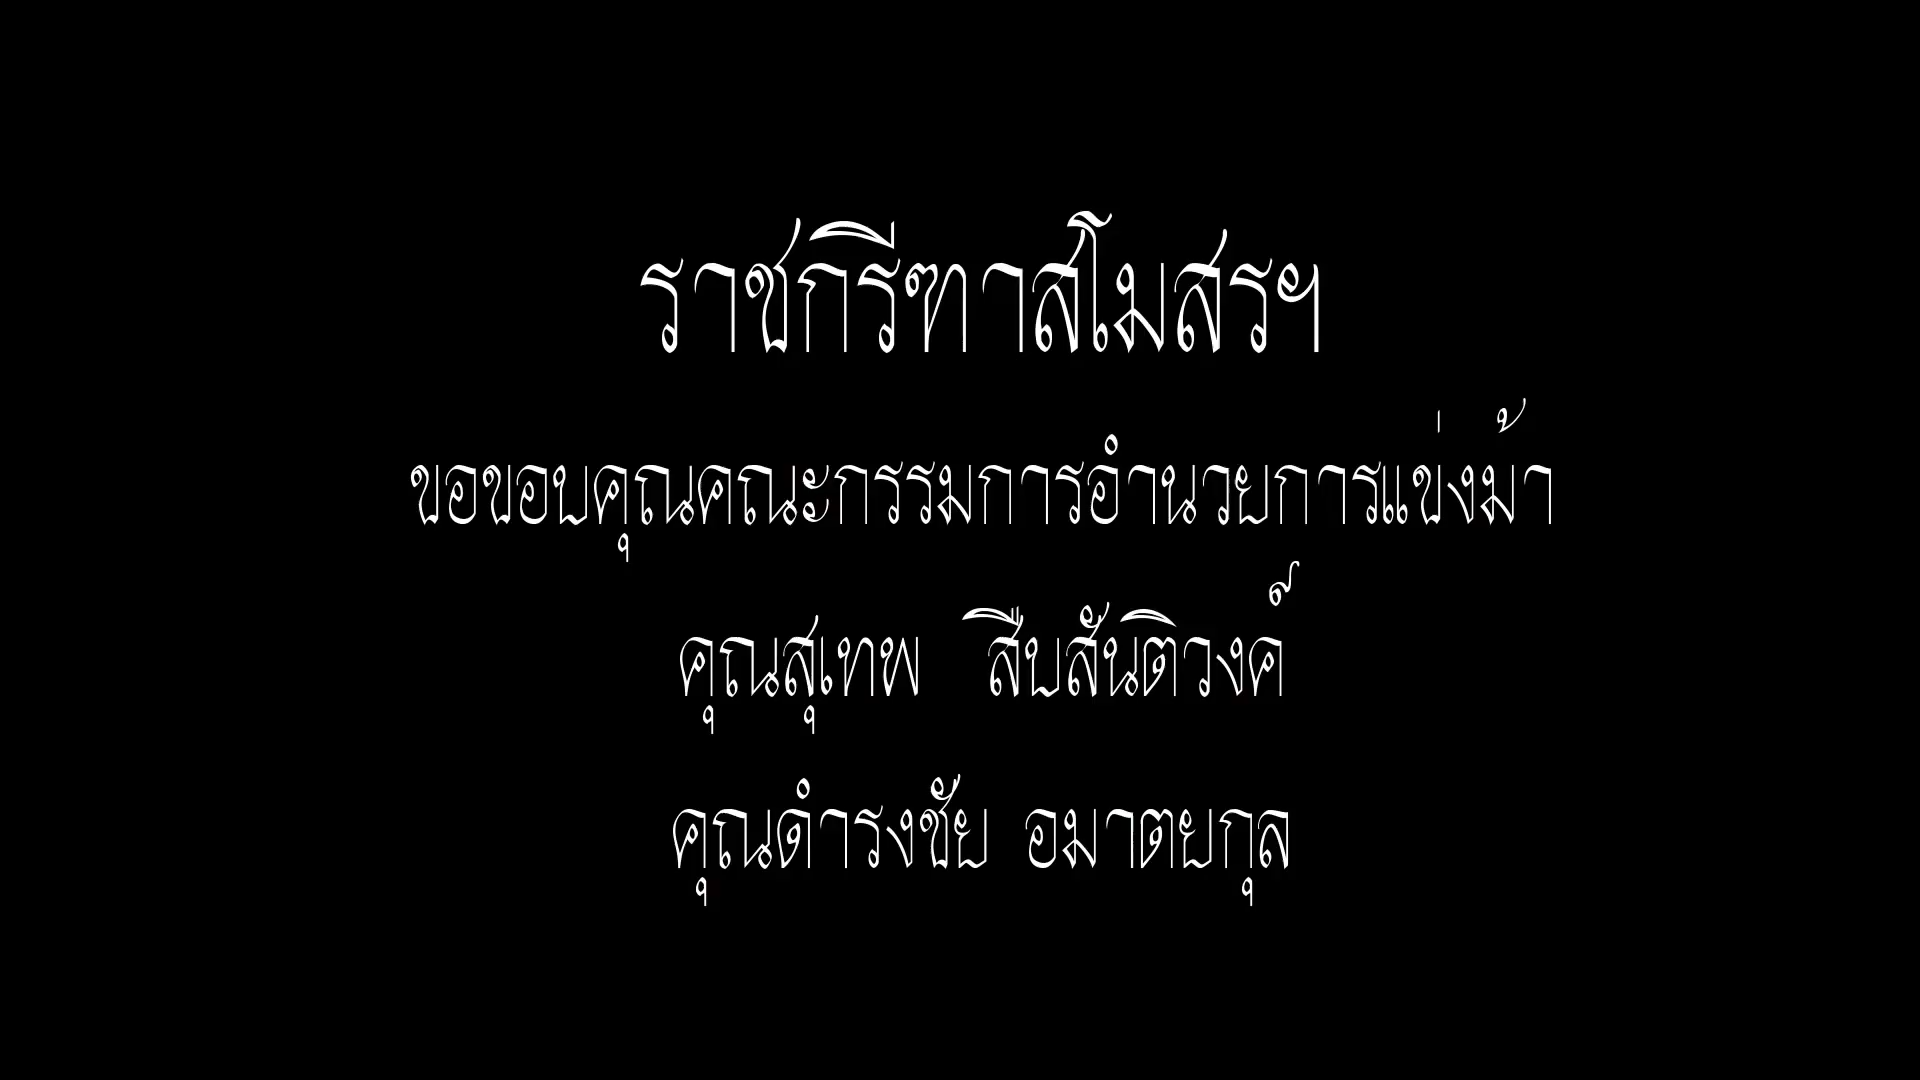 ราชกรีฑาสโมสรฯ
ขอขอบคุณคณะกรรมการอำนวยการแข่งม้า
คุณสุเทพ สืบสันติวงค์
คุณดำรงชัย อมาตยกุล